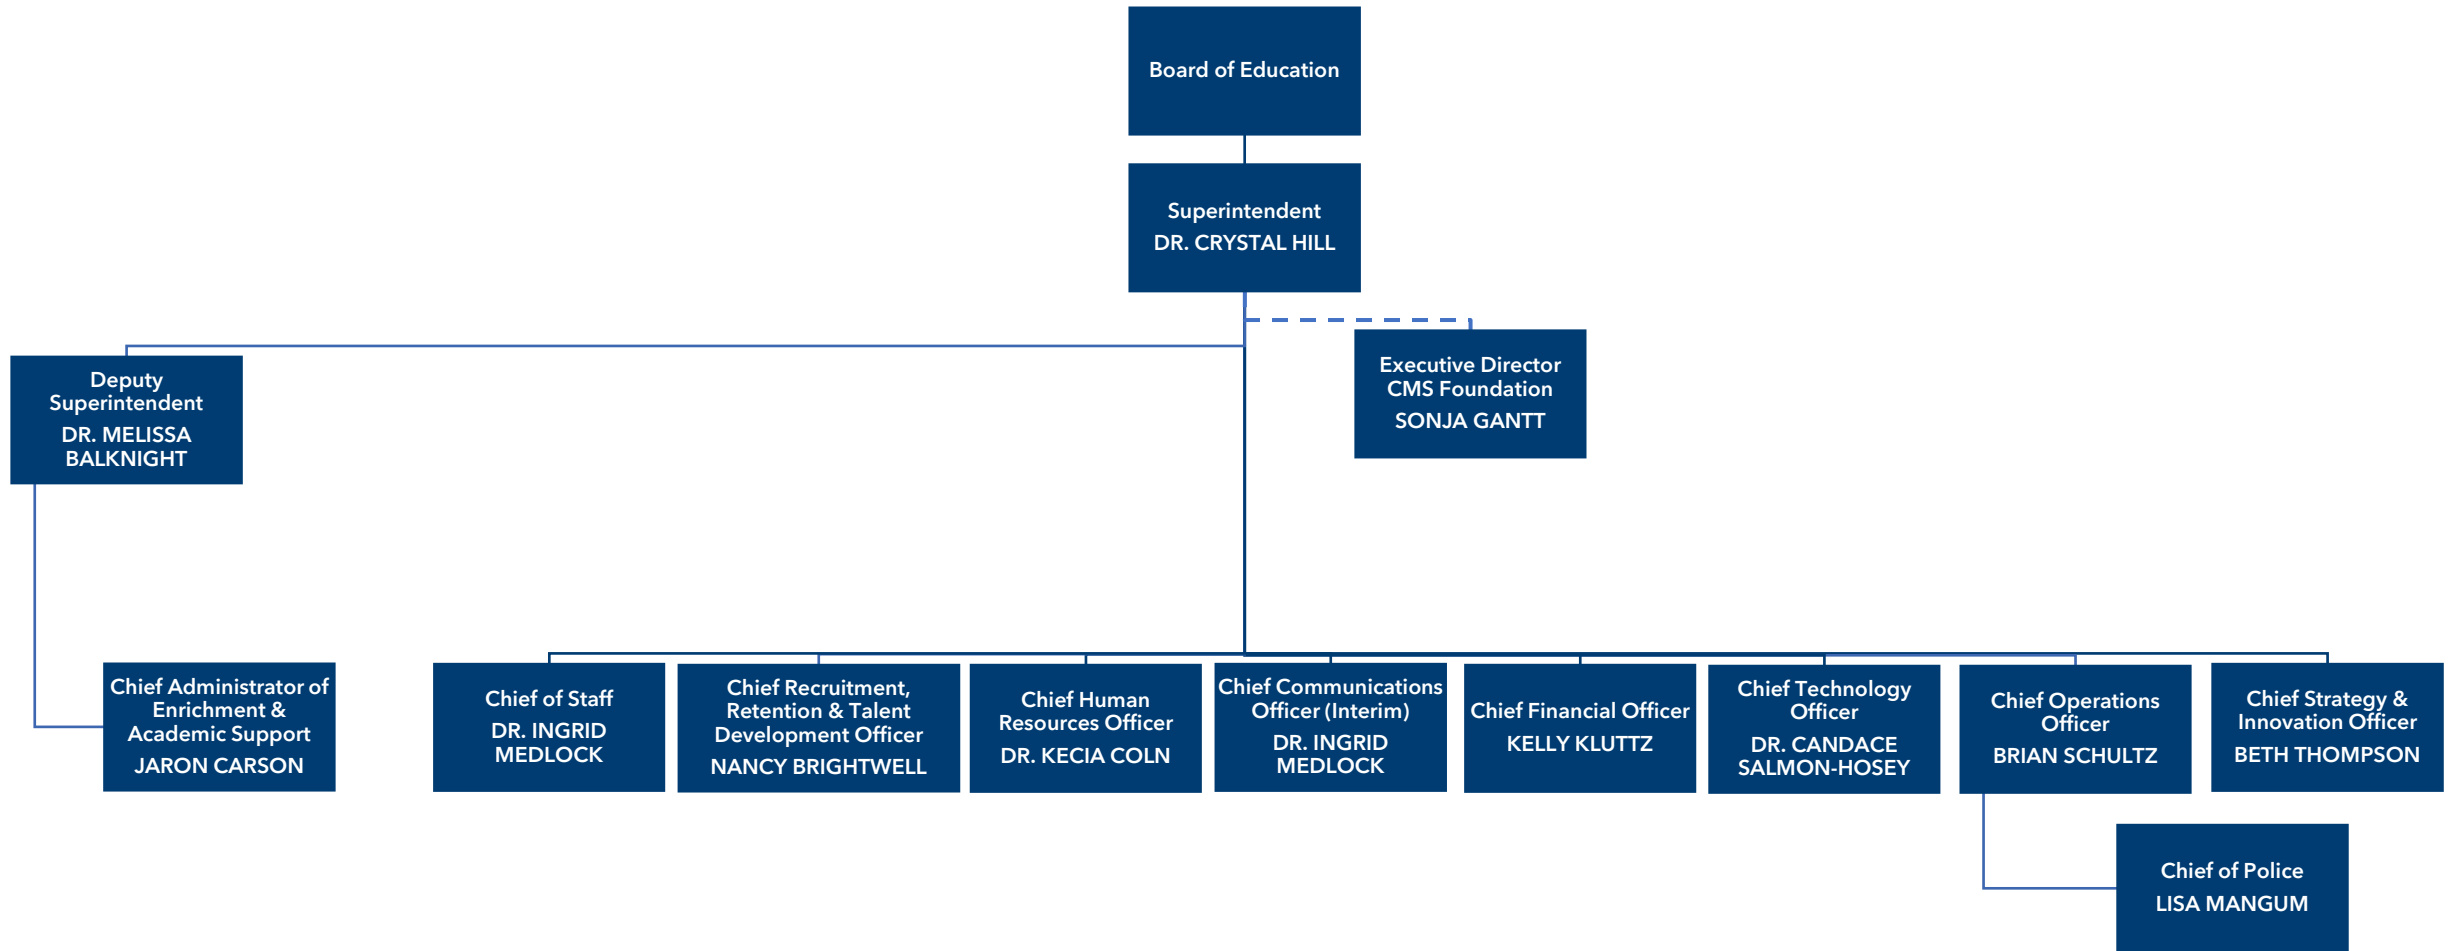 Board of Education
Superintendent
DR. CRYSTAL HILL
Executive Director
CMS Foundation
SONJA GANTT
Deputy
Superintendent
DR. MELISSA
BALKNIGHT
Chief Administrator of
Enrichment &
Academic Support
JARON CARSON
Chief of Staff
DR. INGRID
MEDLOCK
Chief Recruitment,
Retention & Talent
Development Officer
NANCY BRIGHTWELL
Chief Human
Resources Officer
DR. KECIA COLN
Chief Communications
Officer (Interim)
DR. INGRID
MEDLOCK
Chief Financial Officer
KELLY KLUTTZ
Chief Technology
Officer
DR. CANDACE
SALMON-HOSEY
Chief Operations
Officer
BRIAN SCHULTZ
Chief Strategy &
Innovation Officer
BETH THOMPSON
Chief of Police
LISA MANGUM